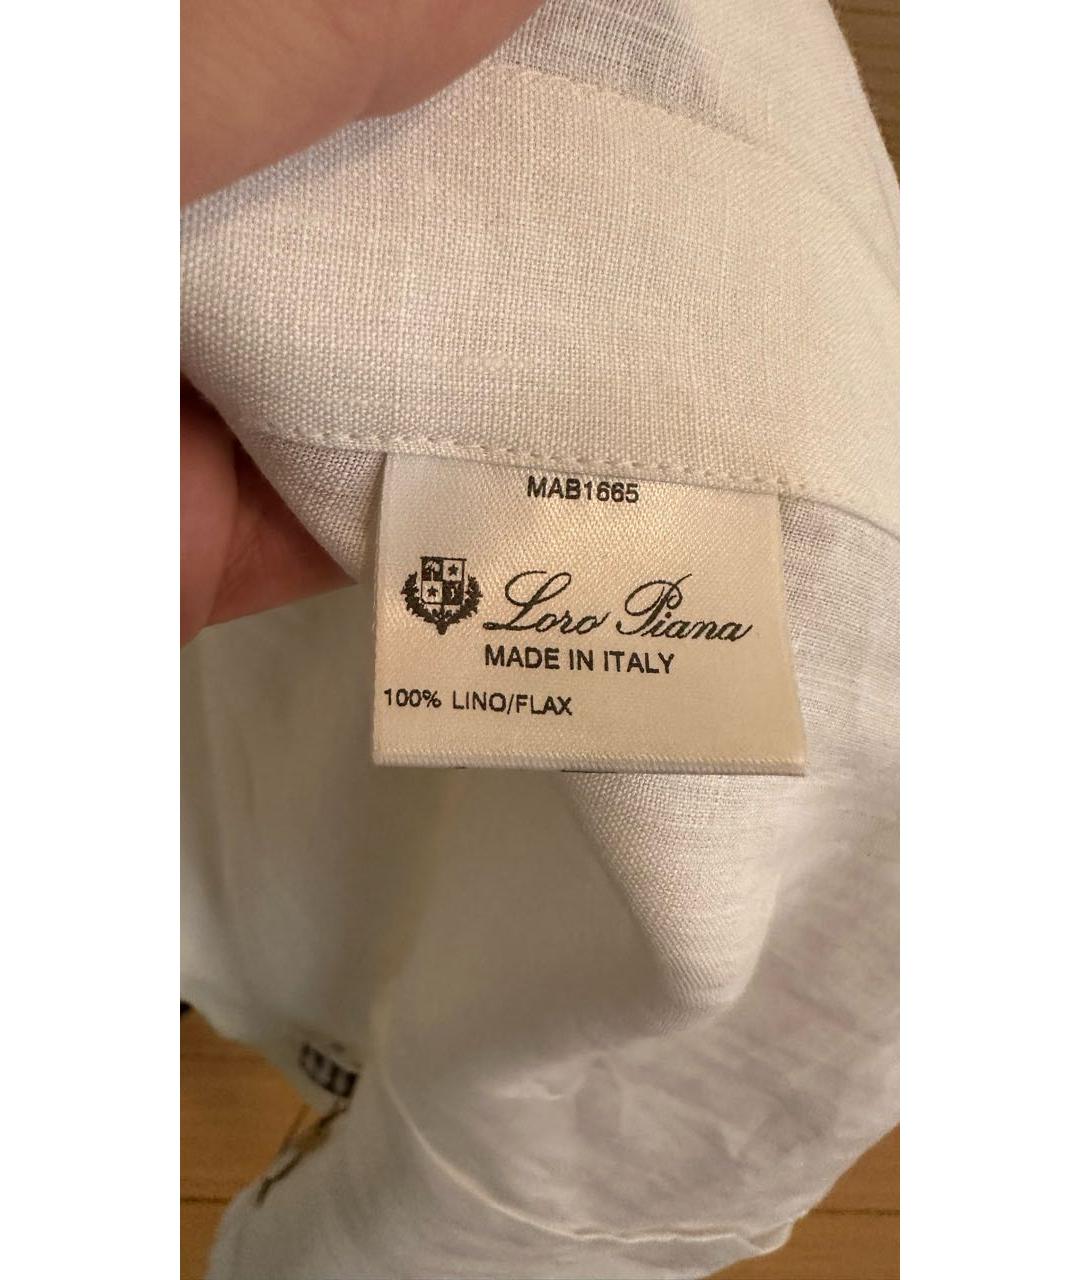 MAB1665
Loro Piana
MADE IN ITALY
100% LINO/FLAX